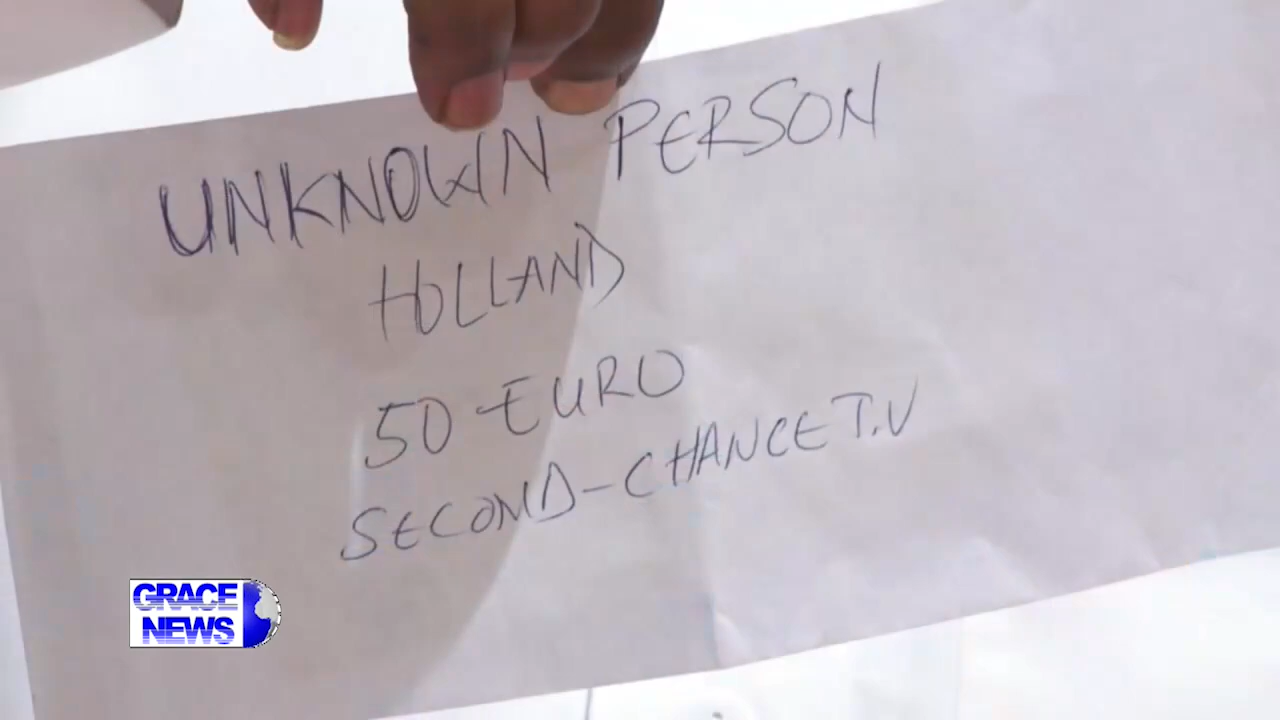 UNKNOWN PERSON
HOLLAND
50 EURO
SECOND-CHANCE T.V
GRACE
NEWS